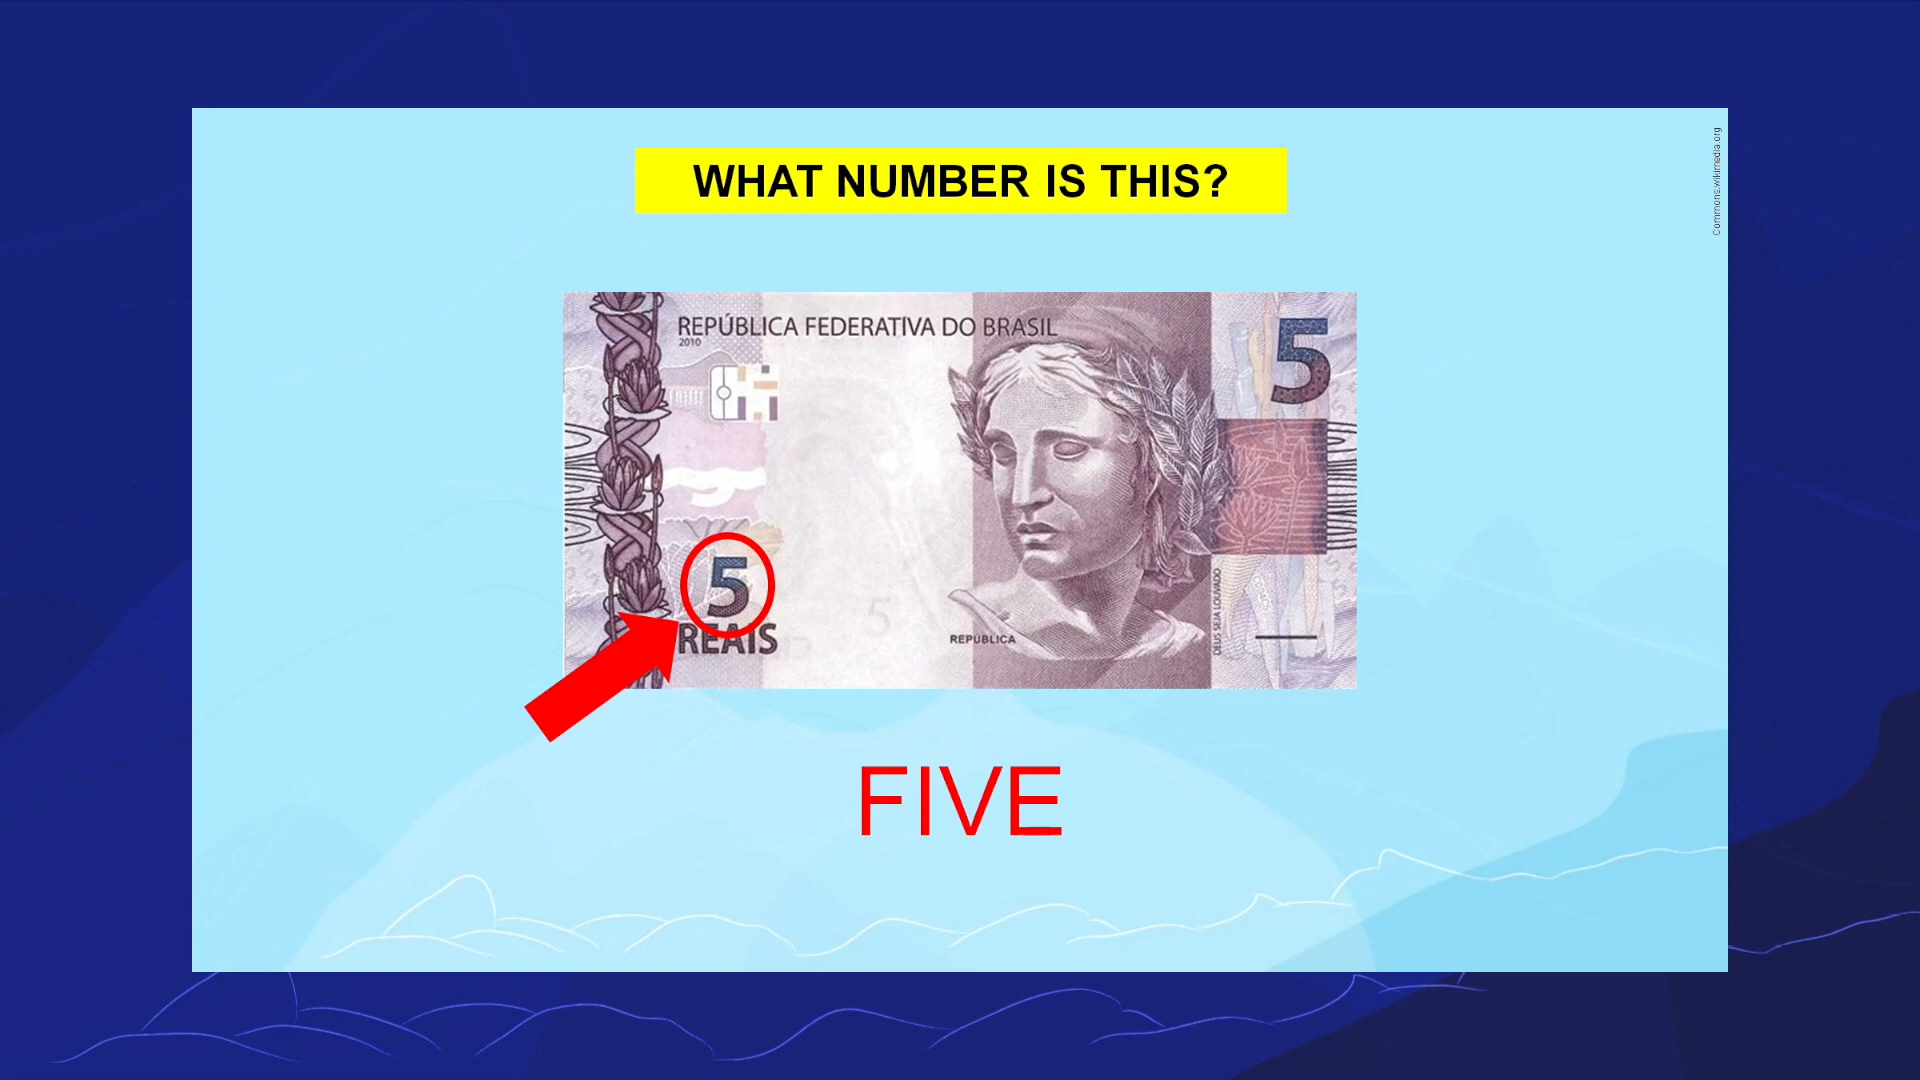 Commons.wikimedia.org
WHAT NUMBER IS THIS?
REPÚBLICA FEDERATIVA DO BRASIL
2010
5
5
REAIS
5
REPÚBLICA
DEUS SEJA LOUVADO
FIVE